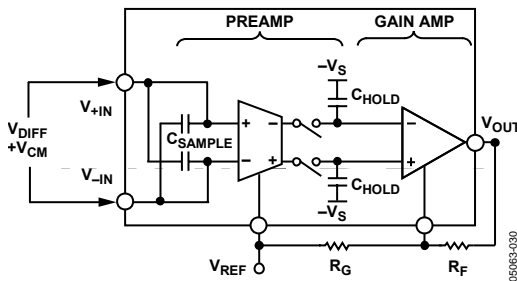 PREAMP
GAIN AMP
–VS
CHOLD
V+IN
VOUT
CSAMPLE
+
–
–
+
–
+
VDIFF
+VCM
V–IN
CHOLD
–VS
VREF
RG
RF
05063-030